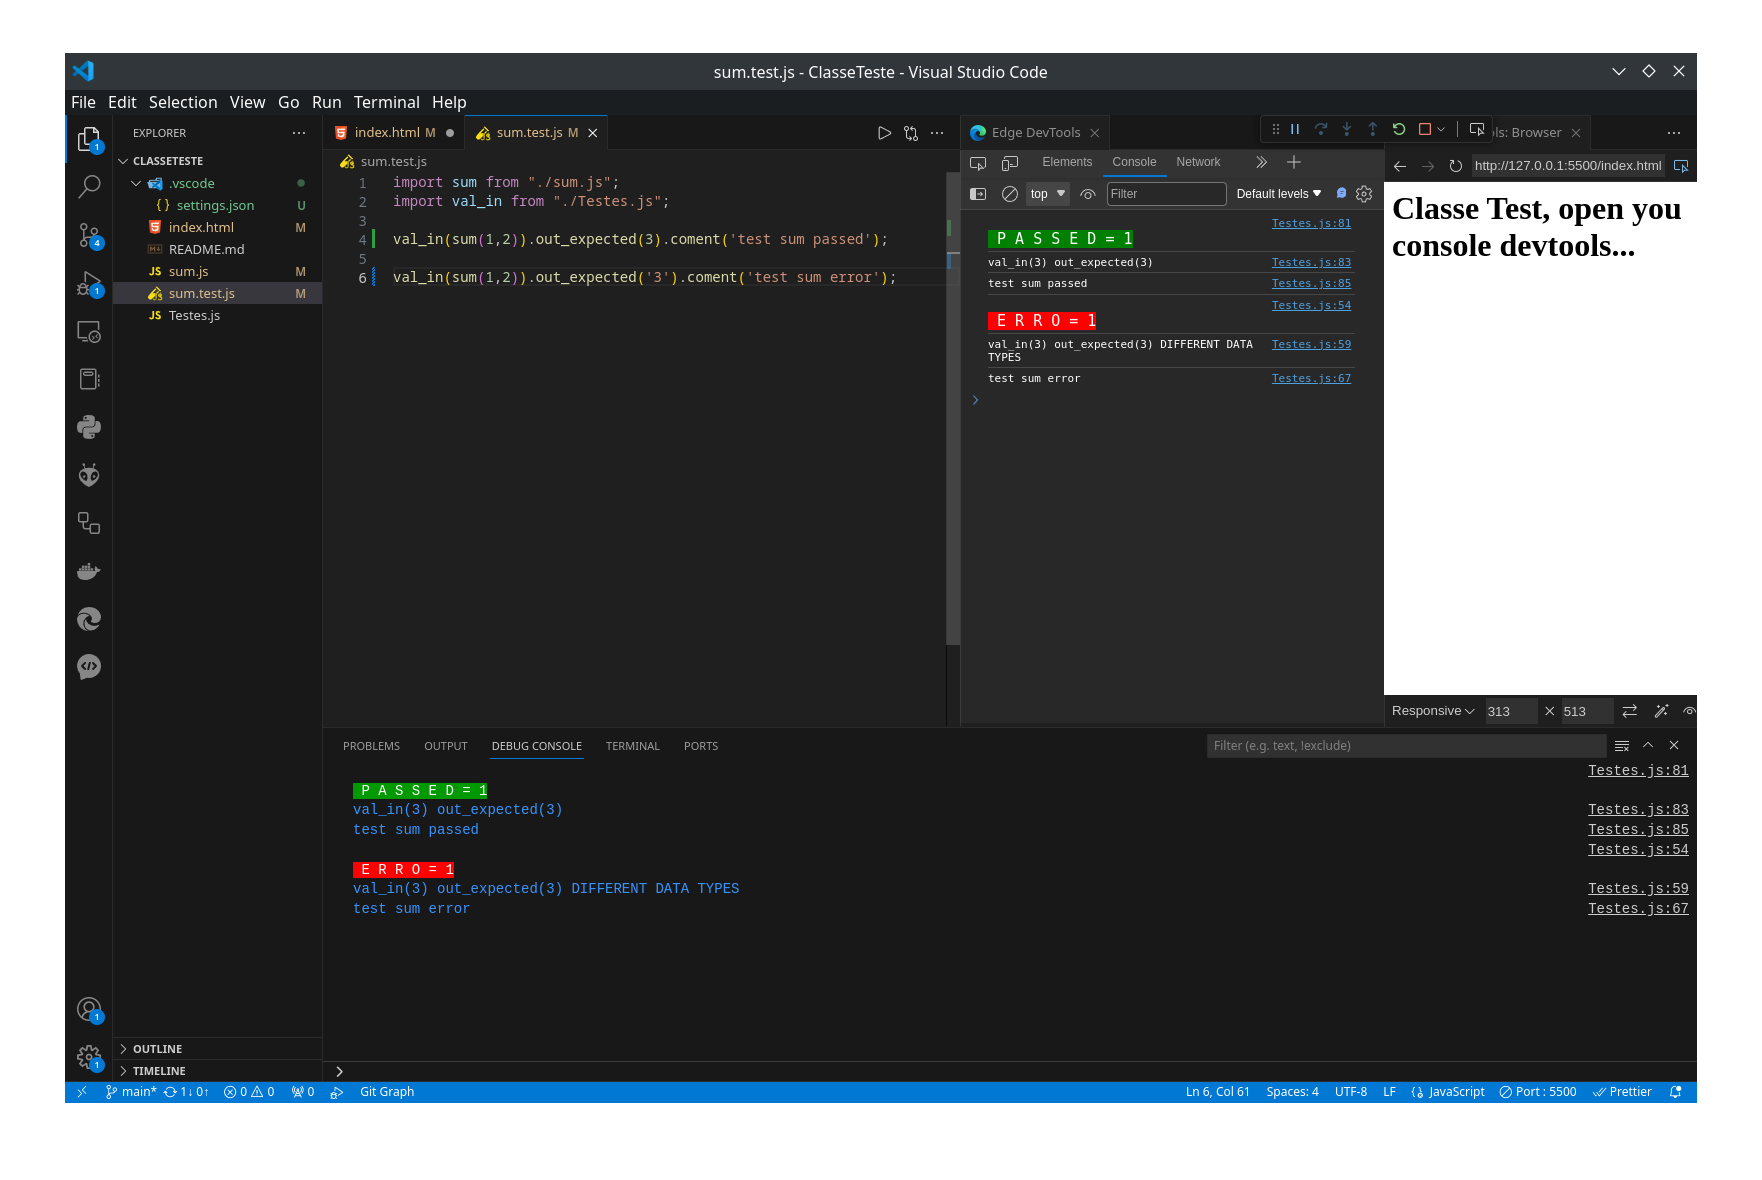 sum.test.js - ClasseTeste - Visual Studio Code
File Edit Selection View Go Run Terminal Help
EXPLORER
CLASSETESTE
.vscode
{ } settings.json U
index.html M
README.md
JS sum.js M
sum.test.js M
JS Testes.js
OUTLINE
TIMELINE
1
4
1
1
1
index.html M
sum.test.js M
sum.test.js
1 import sum from "./sum.js";
2 import val_in from "./Testes.js";
3
4 val_in(sum(1,2)).out_expected(3).coment('test sum passed');
5
6 val_in(sum(1,2)).out_expected('3').coment('test sum error');
Edge DevTools
Elements Console Network
top Filter Default levels
Testes.js:81
P A S S E D = 1
val_in(3) out_expected(3) Testes.js:83
test sum passed Testes.js:85
Testes.js:54
E R R O = 1
val_in(3) out_expected(3) DIFFERENT DATA Testes.js:59
TYPES
test sum error Testes.js:67
ls: Browser
http://127.0.0.1:5500/index.html
Classe Test, open you
console devtools...
Responsive 313 513
PROBLEMS OUTPUT DEBUG CONSOLE TERMINAL PORTS Filter (e.g. text, !exclude)
Testes.js:81
P A S S E D = 1
val_in(3) out_expected(3) Testes.js:83
test sum passed Testes.js:85
Testes.js:54
E R R O = 1
val_in(3) out_expected(3) DIFFERENT DATA TYPES Testes.js:59
test sum error Testes.js:67
main* 1↓ 0↑ 0 0 0 Git Graph Ln 6, Col 61 Spaces: 4 UTF-8 LF JavaScript Port : 5500 Prettier